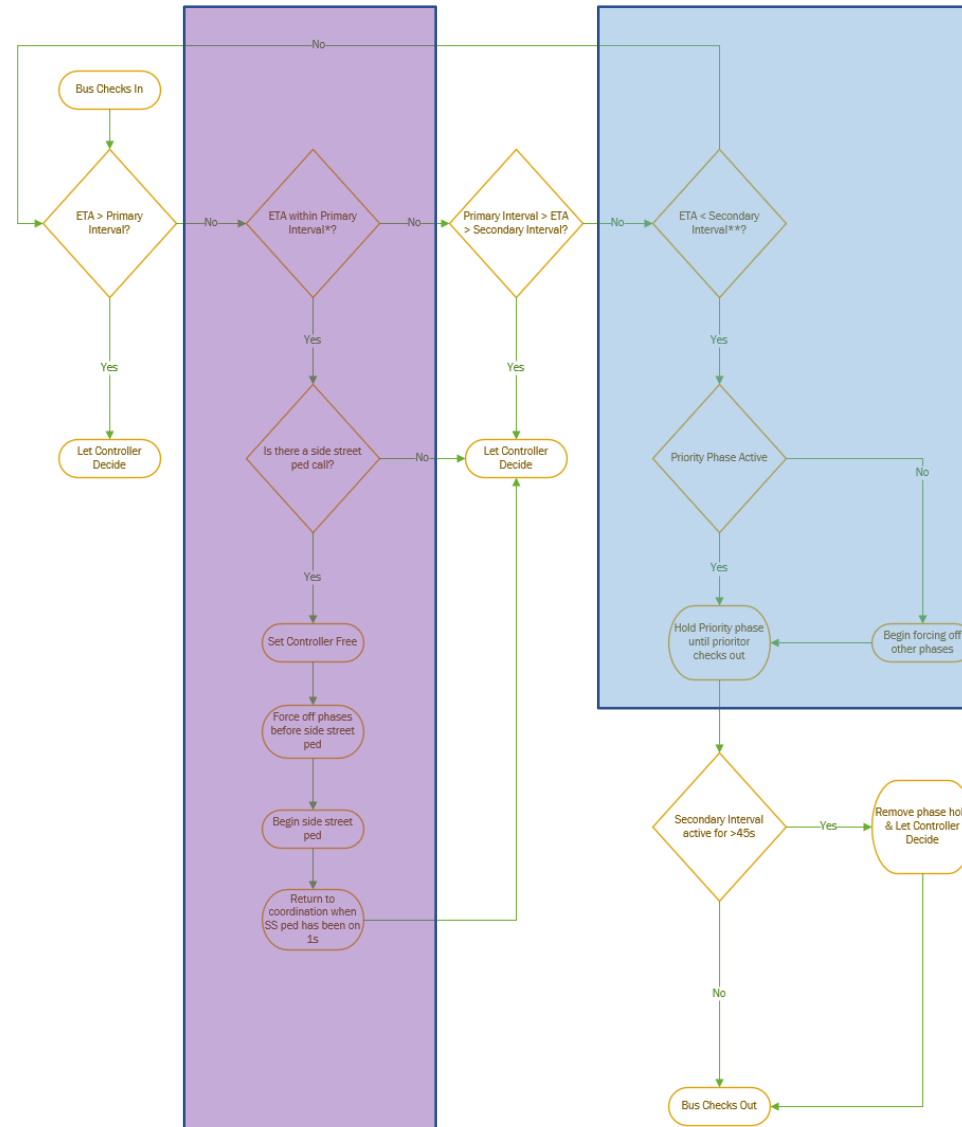 No
Bus Checks In
ETA > Primary
Interval?
No
ETA within Primary
Interval*?
No
Primary Interval > ETA
> Secondary Interval?
No
ETA < Secondary
Interval**?
Yes
Yes
Yes
Yes
Let Controller
Decide
Is there a side street
ped call?
No
Let Controller
Decide
Priority Phase Active
No
Yes
Yes
Set Controller Free
Hold Priority phase
until prioritor
checks out
Begin forcing off
other phases
Force off phases
before side street
ped
Begin side street
ped
Return to
coordination when
SS ped has been on
1s
Secondary Interval
active for >45s
Yes
Remove phase hol
& Let Controller
Decide
No
Bus Checks Out